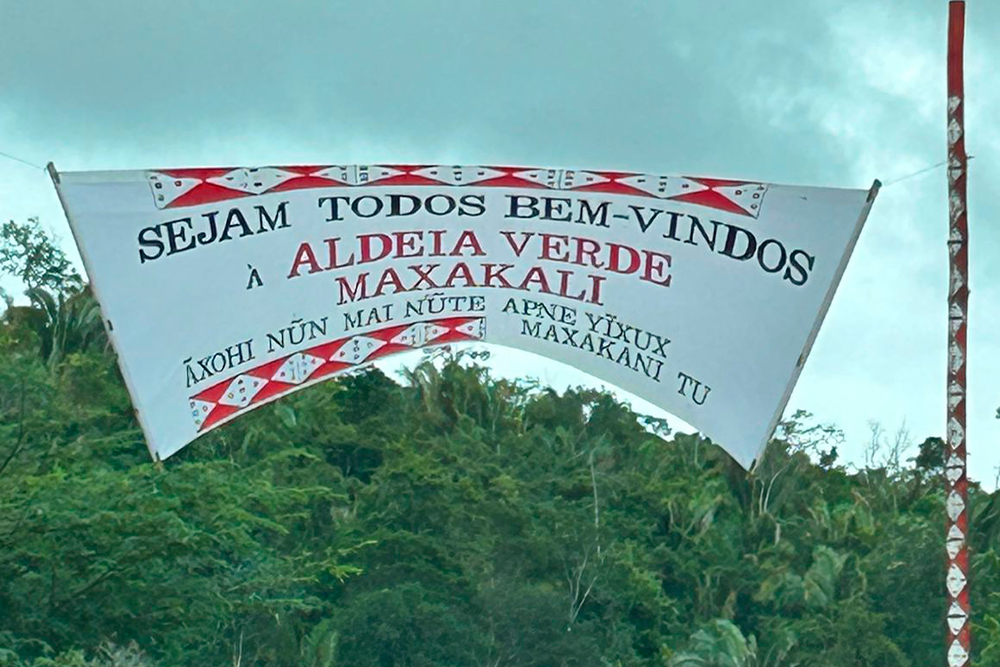 SEJAM TODOS BEM-VINDOS
À ALDEIA VERDE
MAXAKALI
ÃXOHI NŨN MAI NŨTE APNE YĨXUX
MAXAKANI TU